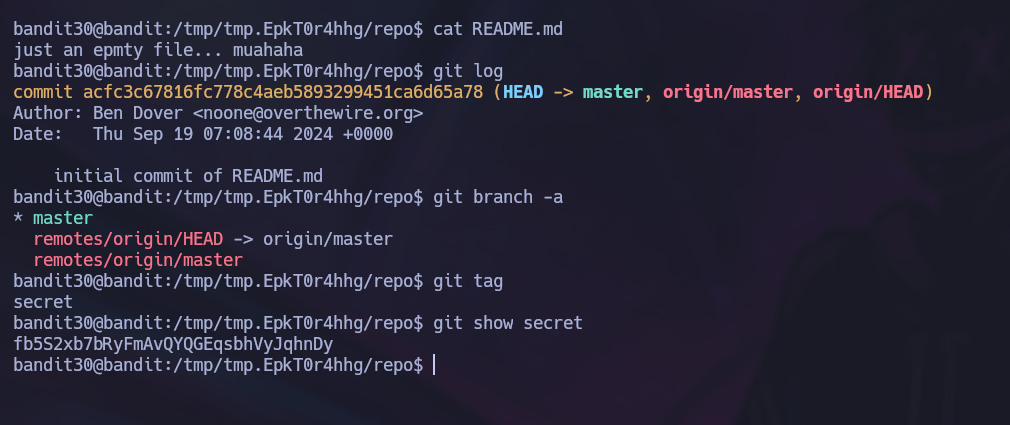 bandit30@bandit:/tmp/tmp.EpkT0r4hhg/repo$ cat README.md
just an epmty file... muahaha
bandit30@bandit:/tmp/tmp.EpkT0r4hhg/repo$ git log
commit acfc3c67816fc778c4aeb5893299451ca6d65a78 (HEAD -> master, origin/master, origin/HEAD)
Author: Ben Dover <noone@overthewire.org>
Date:   Thu Sep 19 07:08:44 2024 +0000
    initial commit of README.md
bandit30@bandit:/tmp/tmp.EpkT0r4hhg/repo$ git branch -a
* master
  remotes/origin/HEAD -> origin/master
  remotes/origin/master
bandit30@bandit:/tmp/tmp.EpkT0r4hhg/repo$ git tag
secret
bandit30@bandit:/tmp/tmp.EpkT0r4hhg/repo$ git show secret
fb5S2xb7bRyFmAvQYQGEqsbhVyJqhnDy
bandit30@bandit:/tmp/tmp.EpkT0r4hhg/repo$